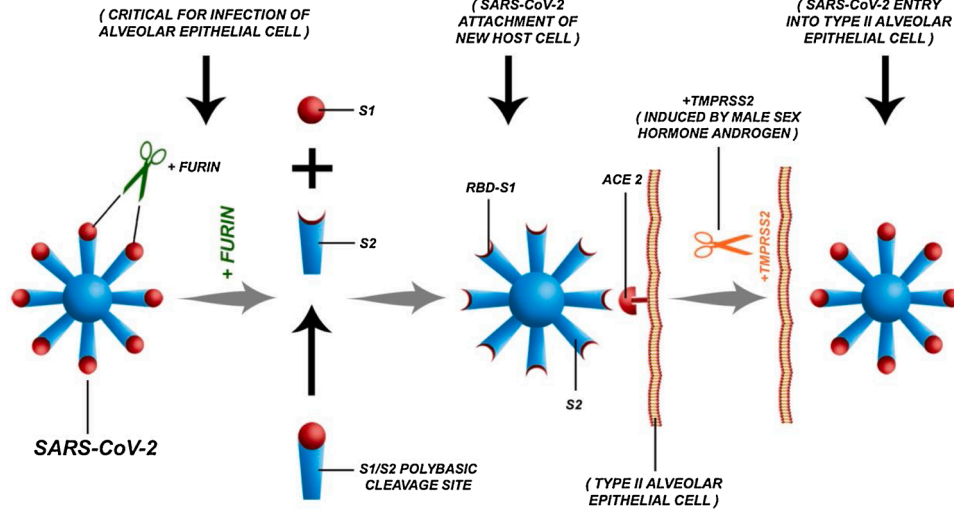 ( CRITICAL FOR INFECTION OF
ALVEOLAR EPITHELIAL CELL )
( SARS-CoV-2
ATTACHMENT OF
NEW HOST CELL )
( SARS-CoV-2 ENTRY
INTO TYPE II ALVEOLAR
EPITHELIAL CELL )
S1
+TMPRSS2
( INDUCED BY MALE SEX
HORMONE ANDROGEN )
+ FURIN
RBD-S1
ACE 2
+ FURIN
S2
+TMPRSS2
S2
SARS-CoV-2
S1/S2 POLYBASIC
CLEAVAGE SITE
( TYPE II ALVEOLAR
EPITHELIAL CELL )